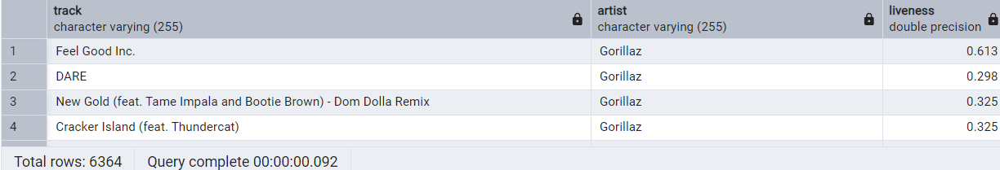 track artist liveness
character varying (255) character varying (255) double precision
1 Feel Good Inc. Gorillaz 0.613
2 DARE Gorillaz 0.298
3 New Gold (feat. Tame Impala and Bootie Brown) - Dom Dolla Remix Gorillaz 0.325
4 Cracker Island (feat. Thundercat) Gorillaz 0.325
Total rows: 6364 Query complete 00:00:00.092